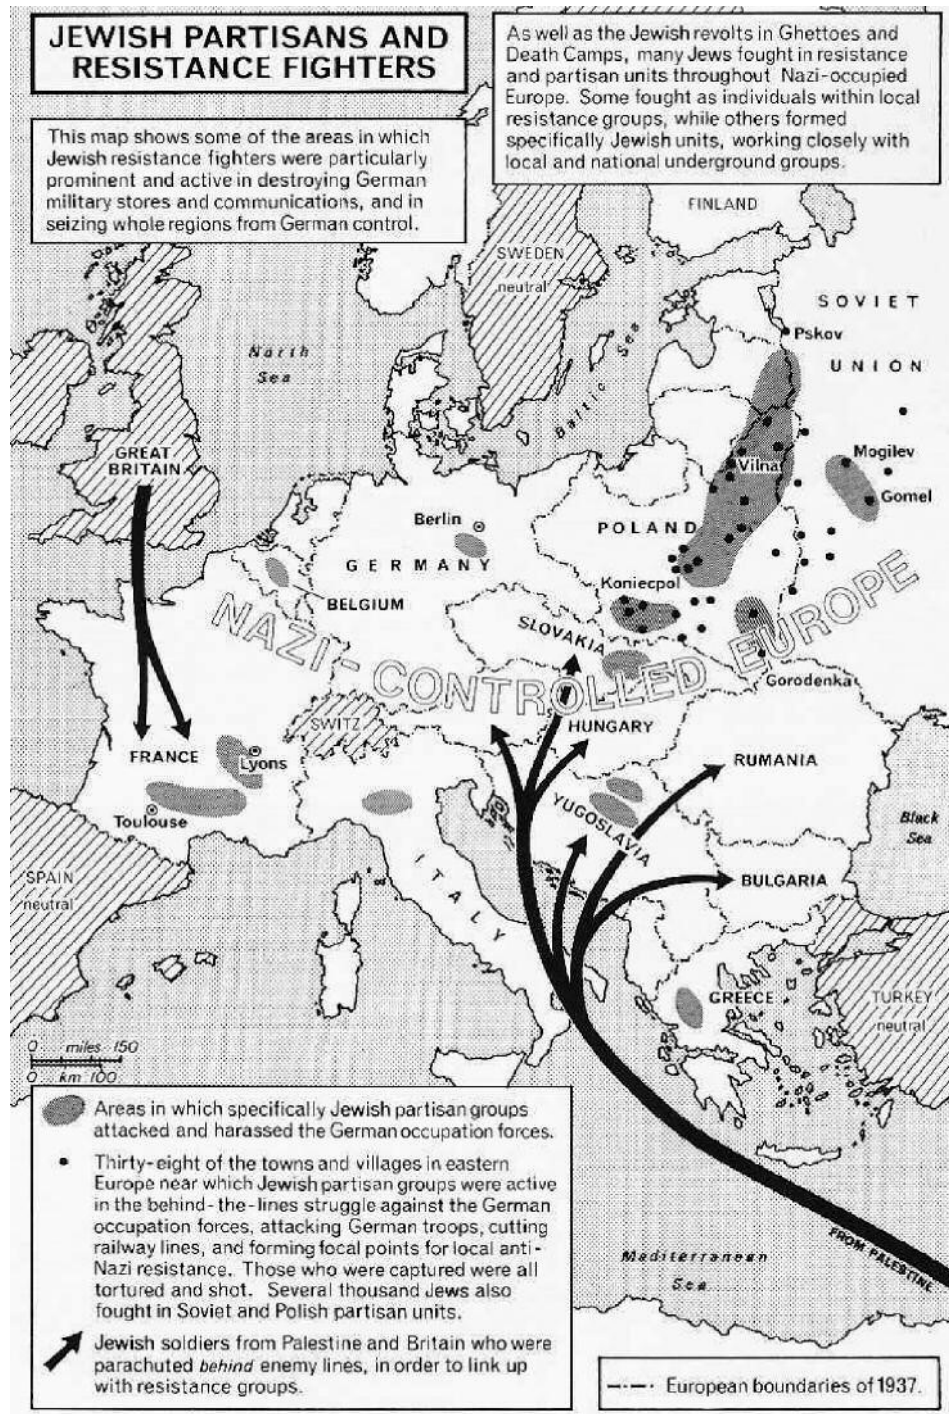 JEWISH PARTISANS AND
RESISTANCE FIGHTERS
As well as the Jewish revolts in Ghettoes and
Death Camps, many Jews fought in resistance
and partisan units throughout Nazi-occupied
Europe. Some fought as individuals within local
resistance groups, while others formed
specifically Jewish units, working closely with
local and national underground groups.
This map shows some of the areas in which
Jewish resistance fighters were particularly
prominent and active in destroying German
military stores and communications, and in
seizing whole regions from German control.
FINLAND
SWEDEN
neutral
SOVIET
UNION
Pskov
North
Sea
Baltic Sea
GREAT
BRITAIN
Mogilev
Vilna
Gomel
Berlin
POLAND
GERMANY
Koniecpol
BELGIUM
NAZI-CONTROLLED EUROPE
SLOVAKIA
Gorodenka
SWITZ
HUNGARY
FRANCE
Lyons
RUMANIA
Toulouse
YUGOSLAVIA
Black
Sea
ITALY
SPAIN
neutral
BULGARIA
GREECE
TURKEY
neutral
0 miles 150
0 km 100
Areas in which specifically Jewish partisan groups
attacked and harassed the German occupation forces.
Thirty-eight of the towns and villages in eastern
Europe near which Jewish partisan groups were active
in the behind-the-lines struggle against the German
occupation forces, attacking German troops, cutting
railway lines, and forming focal points for local anti-
Nazi resistance. Those who were captured were all
tortured and shot. Several thousand Jews also
fought in Soviet and Polish partisan units.
Jewish soldiers from Palestine and Britain who were
parachuted behind enemy lines, in order to link up
with resistance groups.
FROM PALESTINE
Mediterranean
Sea
European boundaries of 1937.